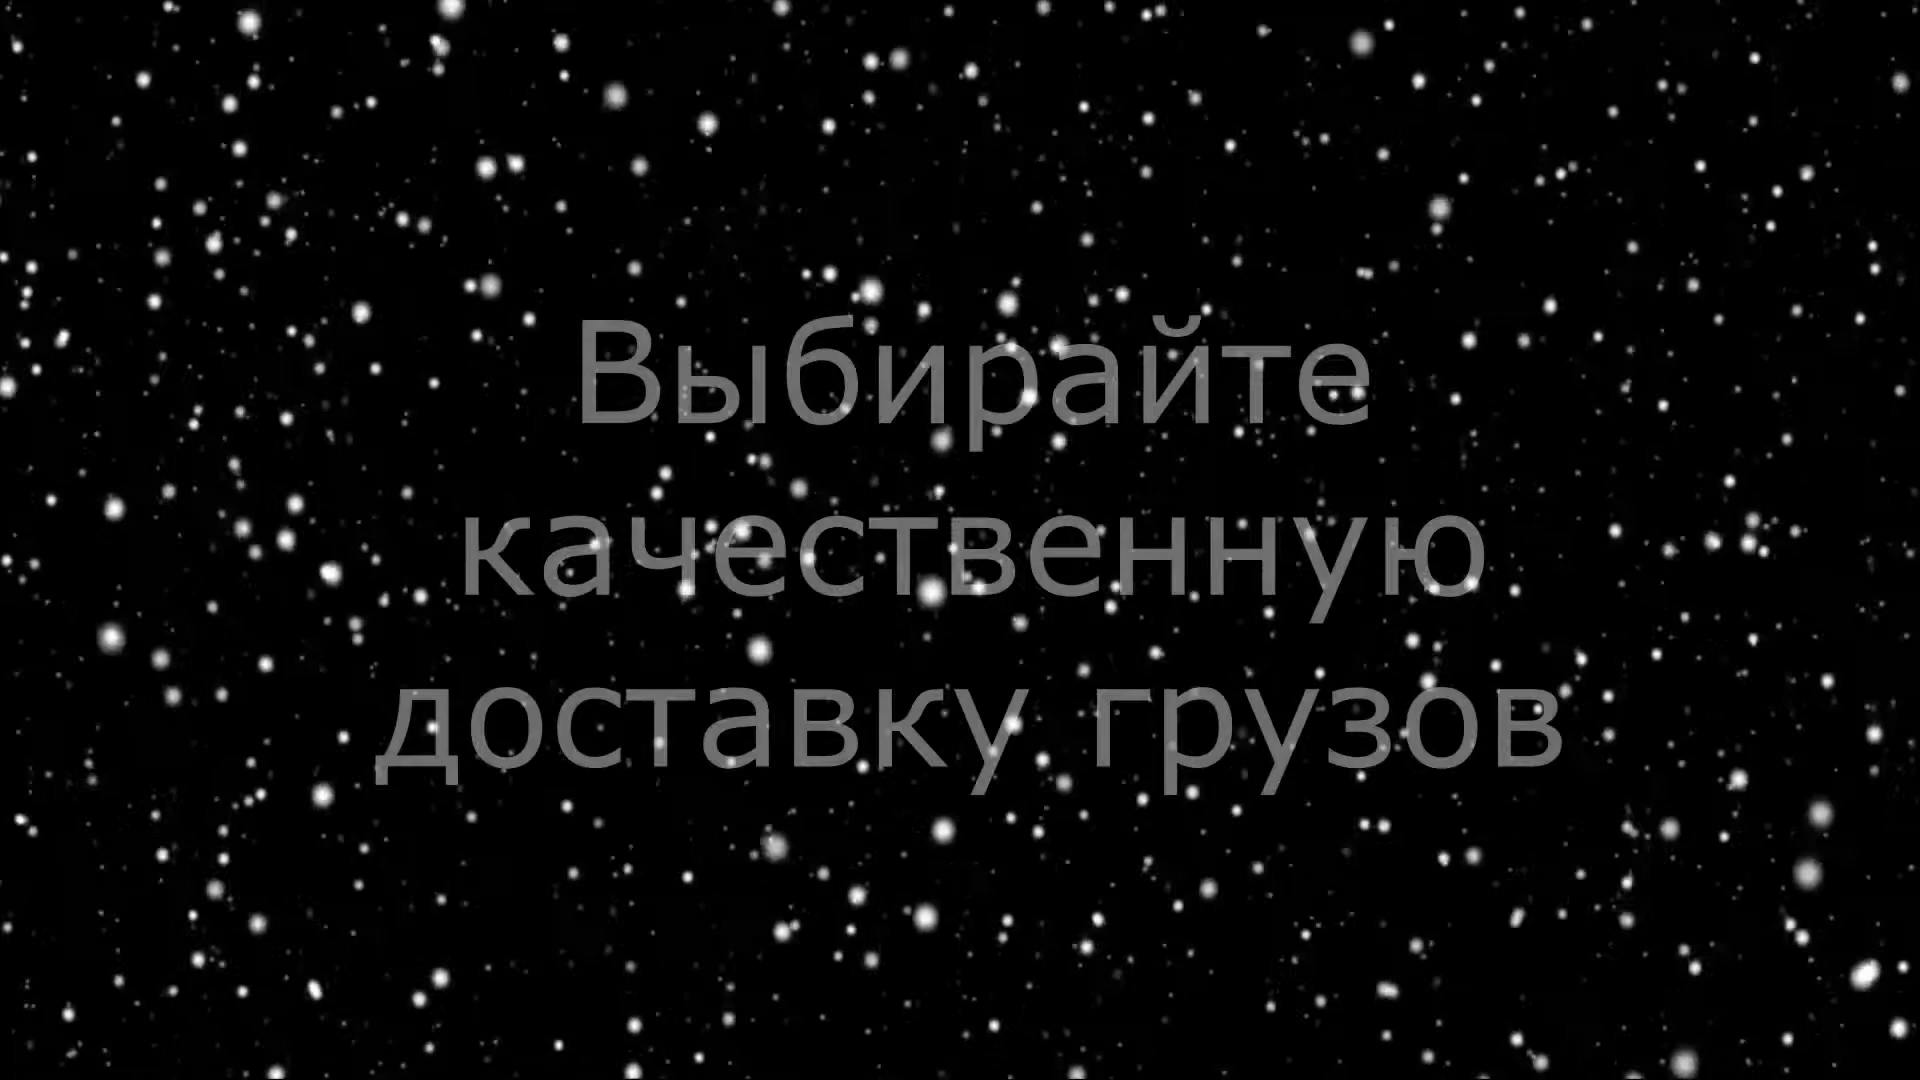 Выбирайте
качественную
доставку грузов